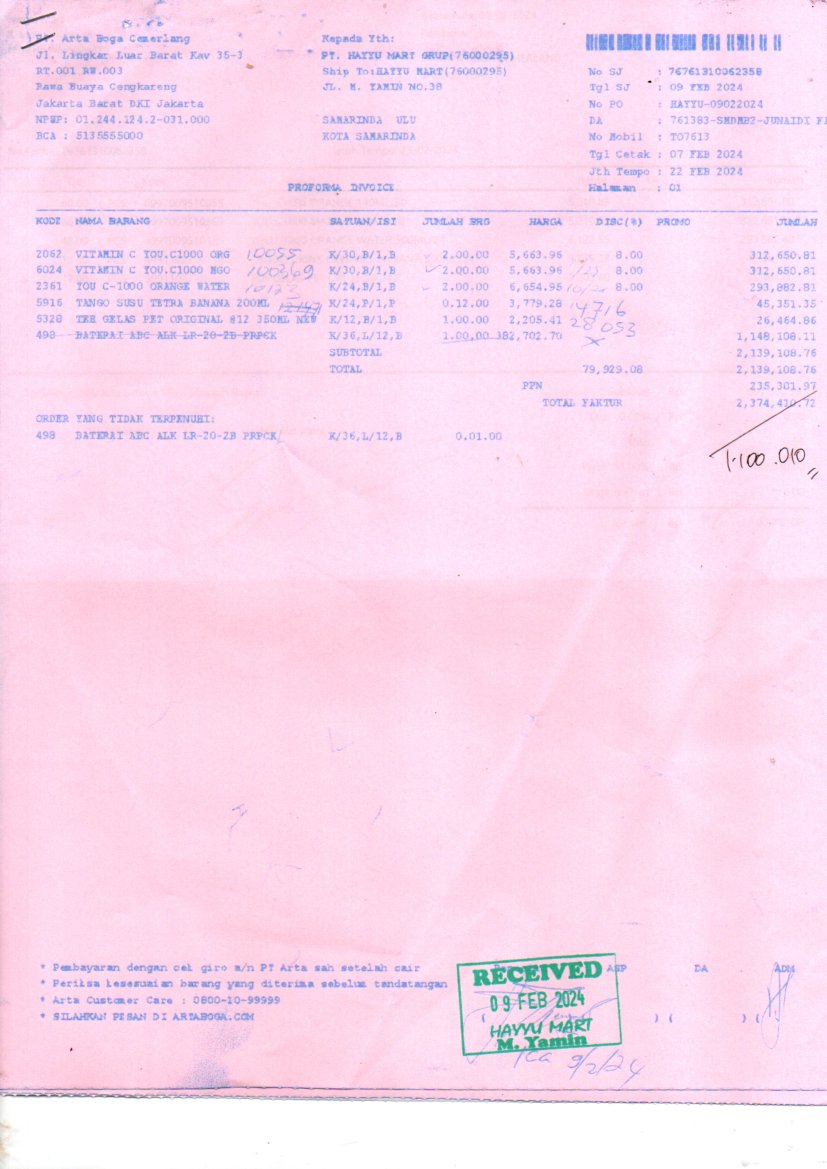 PT. Arta Boga Cemerlang
Jl. Lingkar Luar Barat Kav 35-3
RT.001 RW.003
Rawa Buaya Cengkareng
Jakarta Barat DKI Jakarta
NPWP: 01.244.124.2-031.000
BCA : 5135555000
Kepada Yth:
PT. HAYYU MART GRUP(76000295)
Ship To:HAYYU MART(76000295)
JL. M. YAMIN NO.38
SAMARINDA ULU
KOTA SAMARINDA
No SJ : 76761310062358
Tgl SJ : 09 FEB 2024
No PO : HAYYU-09022024
DA : 761383-SMDMB2-JUNAIDI
No Mobil : TO7613
Tgl Cetak : 07 FEB 2024
Jth Tempo : 22 FEB 2024
Halaman : 01
PROFORMA INVOICE
KODE NAMA BARANG SATUAN/ISI JUMLAH BRG HARGA DISC(%) PROMO JUMLAH
2062 VITAMIN C YOU.C1000 ORG 10055 K/30,B/1,B 2.00.00 5,663.96 8.00 312,650.81
6024 VITAMIN C YOU.C1000 MGO 100369 K/30,B/1,B 2.00.00 5,663.96 8.00 312,650.81
2361 YOU C-1000 ORANGE WATER K/24,B/1,B 2.00.00 6,654.95 8.00 293,882.81
5916 TANGO SUSU TETRA BANANA 200ML K/24,P/1,P 0.12.00 3,779.28 14716 45,351.35
5328 TEH GELAS PET ORIGINAL @12 350ML NEW K/12,B/1,B 1.00.00 2,205.41 28053 26,464.86
498 BATERAI ABC ALK LR-20-2B PRPCK K/36,L/12,B 1.00.00 382,702.70 x 1,148,108.11
SUBTOTAL 2,139,108.76
TOTAL 79,929.08 2,139,108.76
PPN 235,301.97
TOTAL FAKTUR 2,374,410.72
ORDER YANG TIDAK TERPENUHI:
498 BATERAI ABC ALK LR-20-2B PRPCK K/36,L/12,B 0.01.00
1.100.010
* Pembayaran dengan cek giro a/n PT Arta sah setelah cair
* Periksa kesesuaian barang yang diterima sebelum tandatangan
* Arta Customer Care : 0800-10-99999
* SILAHKAN PESAN DI ARTABOGA.COM
DA ADM
( ) ( ) (
RECEIVED
09 FEB 2024
HAYYU MART
M. Yamin
9/2/24